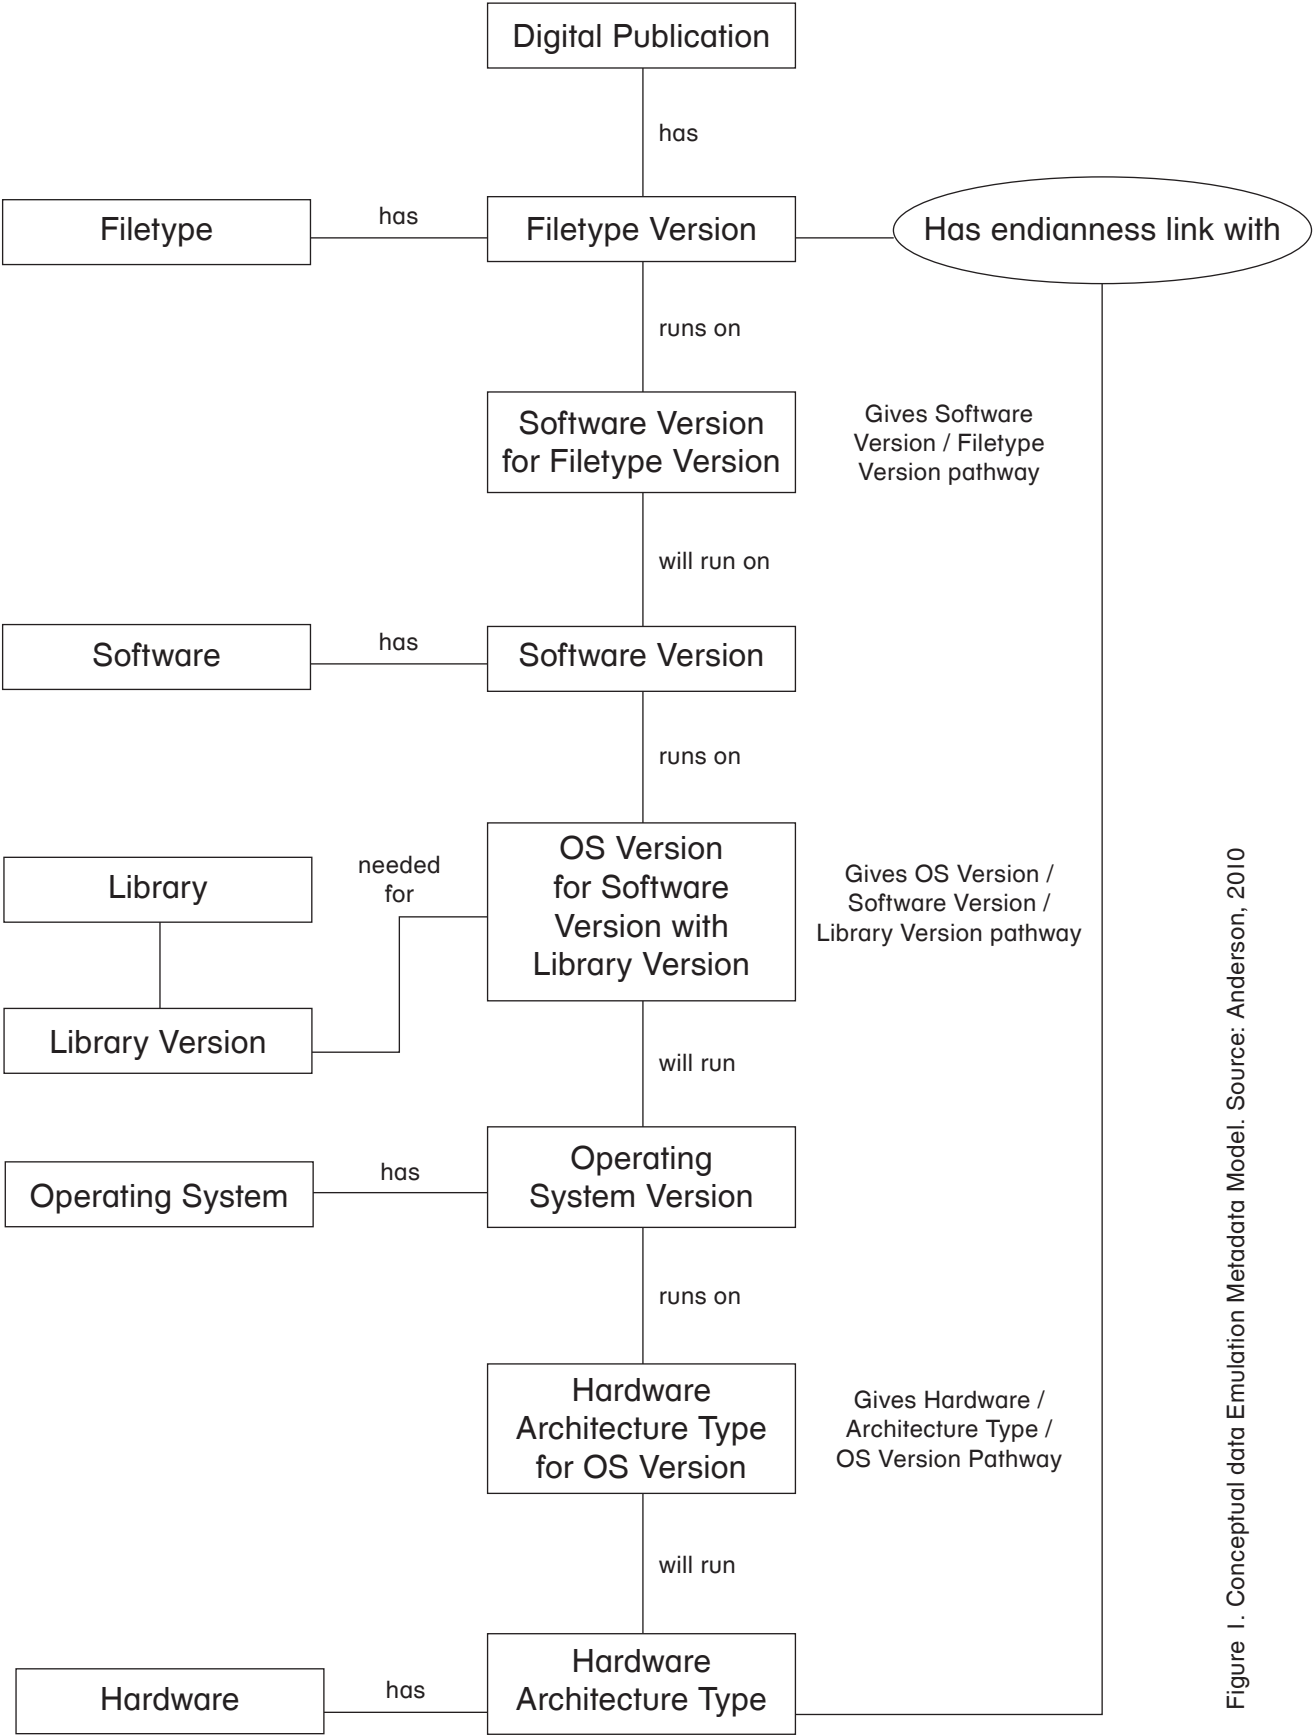 Digital Publication
has
Filetype
has
Filetype Version
Has endianness link with
runs on
Software Version
for Filetype Version
Gives Software
Version / Filetype
Version pathway
will run on
Software
has
Software Version
runs on
Library
needed
for
OS Version
for Software
Version with
Library Version
Gives OS Version /
Software Version /
Library Version pathway
Library Version
will run
Operating System
has
Operating
System Version
runs on
Hardware
Architecture Type
for OS Version
Gives Hardware /
Architecture Type /
OS Version Pathway
will run
Hardware
has
Hardware
Architecture Type
Figure 1. Conceptual data Emulation Metadata Model. Source: Anderson, 2010